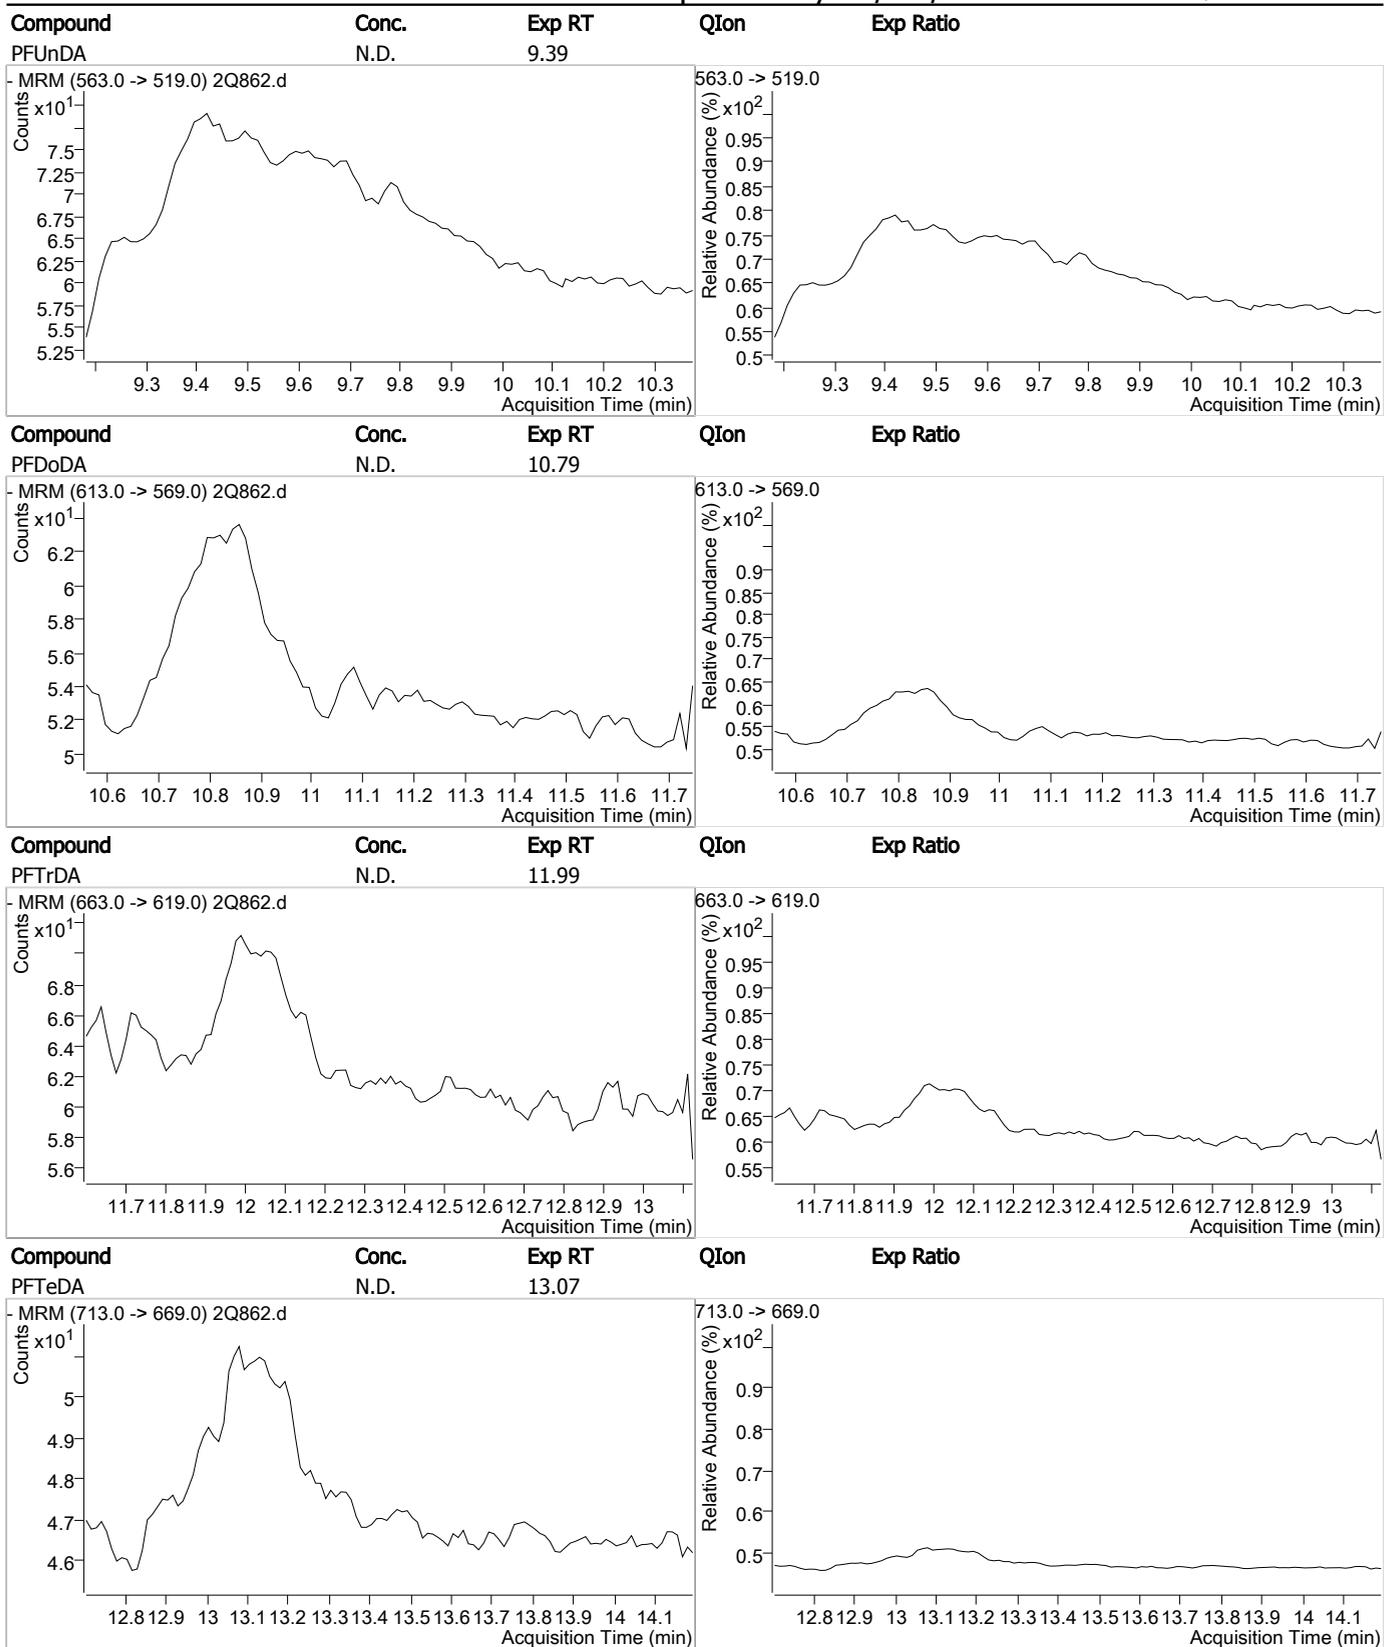 Compound Conc. Exp RT QIon Exp Ratio
PFUnDA N.D. 9.39
- MRM (563.0 -> 519.0) 2Q862.d 563.0 -> 519.0
Counts x10¹
7.5
7.25
7
6.75
6.5
6.25
6
5.75
5.5
5.25
9.3 9.4 9.5 9.6 9.7 9.8 9.9 10 10.1 10.2 10.3
Acquisition Time (min)
Relative Abundance (%) x10²
0.95
0.9
0.85
0.8
0.75
0.7
0.65
0.6
0.55
0.5
9.3 9.4 9.5 9.6 9.7 9.8 9.9 10 10.1 10.2 10.3
Acquisition Time (min)
Compound Conc. Exp RT QIon Exp Ratio
PFDoDA N.D. 10.79
- MRM (613.0 -> 569.0) 2Q862.d 613.0 -> 569.0
Counts x10¹
6.2
6
5.8
5.6
5.4
5.2
5
10.6 10.7 10.8 10.9 11 11.1 11.2 11.3 11.4 11.5 11.6 11.7
Acquisition Time (min)
Relative Abundance (%) x10²
0.9
0.85
0.8
0.75
0.7
0.65
0.6
0.55
0.5
10.6 10.7 10.8 10.9 11 11.1 11.2 11.3 11.4 11.5 11.6 11.7
Acquisition Time (min)
Compound Conc. Exp RT QIon Exp Ratio
PFTrDA N.D. 11.99
- MRM (663.0 -> 619.0) 2Q862.d 663.0 -> 619.0
Counts x10¹
6.8
6.6
6.4
6.2
6
5.8
5.6
11.7 11.8 11.9 12 12.1 12.2 12.3 12.4 12.5 12.6 12.7 12.8 12.9 13
Acquisition Time (min)
Relative Abundance (%) x10²
0.95
0.9
0.85
0.8
0.75
0.7
0.65
0.6
0.55
11.7 11.8 11.9 12 12.1 12.2 12.3 12.4 12.5 12.6 12.7 12.8 12.9 13
Acquisition Time (min)
Compound Conc. Exp RT QIon Exp Ratio
PFTeDA N.D. 13.07
- MRM (713.0 -> 669.0) 2Q862.d 713.0 -> 669.0
Counts x10¹
5
4.9
4.8
4.7
4.6
12.8 12.9 13 13.1 13.2 13.3 13.4 13.5 13.6 13.7 13.8 13.9 14 14.1
Acquisition Time (min)
Relative Abundance (%) x10²
0.9
0.8
0.7
0.6
0.5
12.8 12.9 13 13.1 13.2 13.3 13.4 13.5 13.6 13.7 13.8 13.9 14 14.1
Acquisition Time (min)